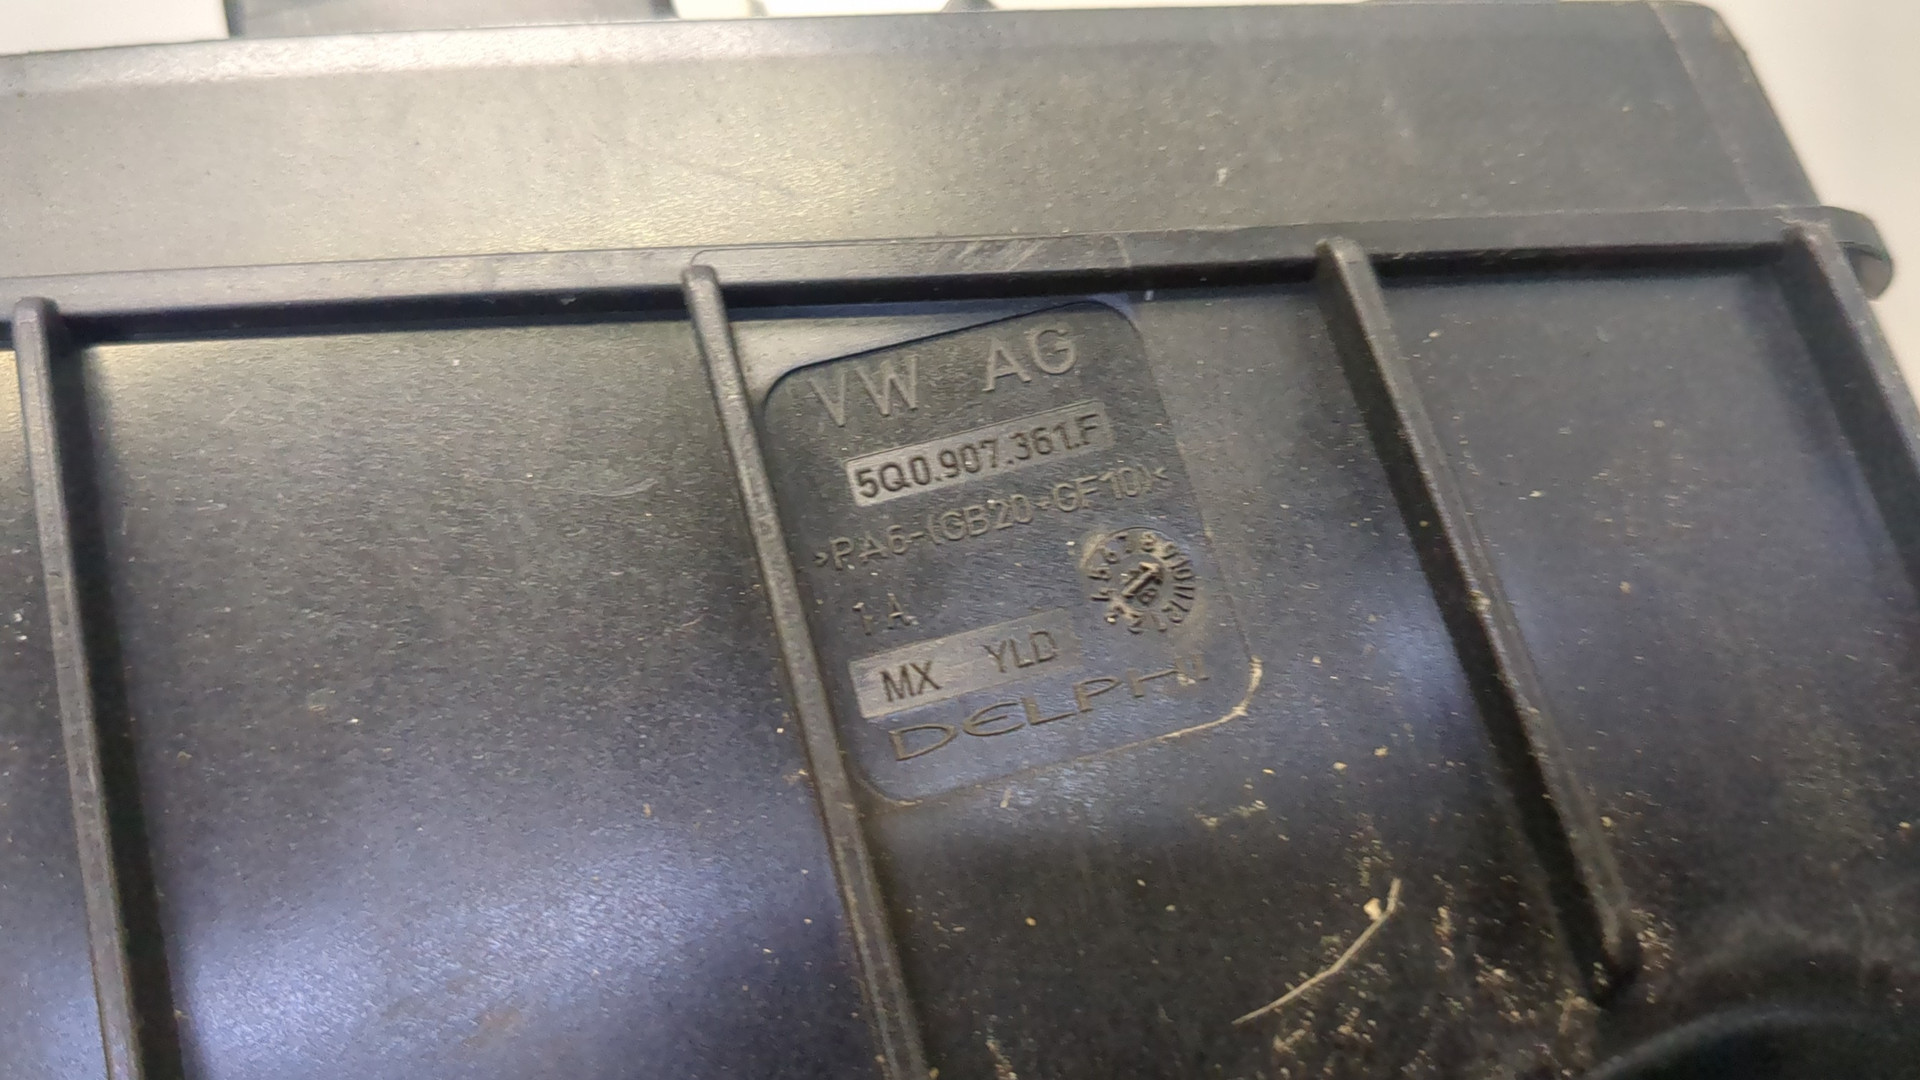 VW AG
5Q0.907.361.F
>PA6-(GB20+GF10)<
1 A
MX YLD
DELPHI